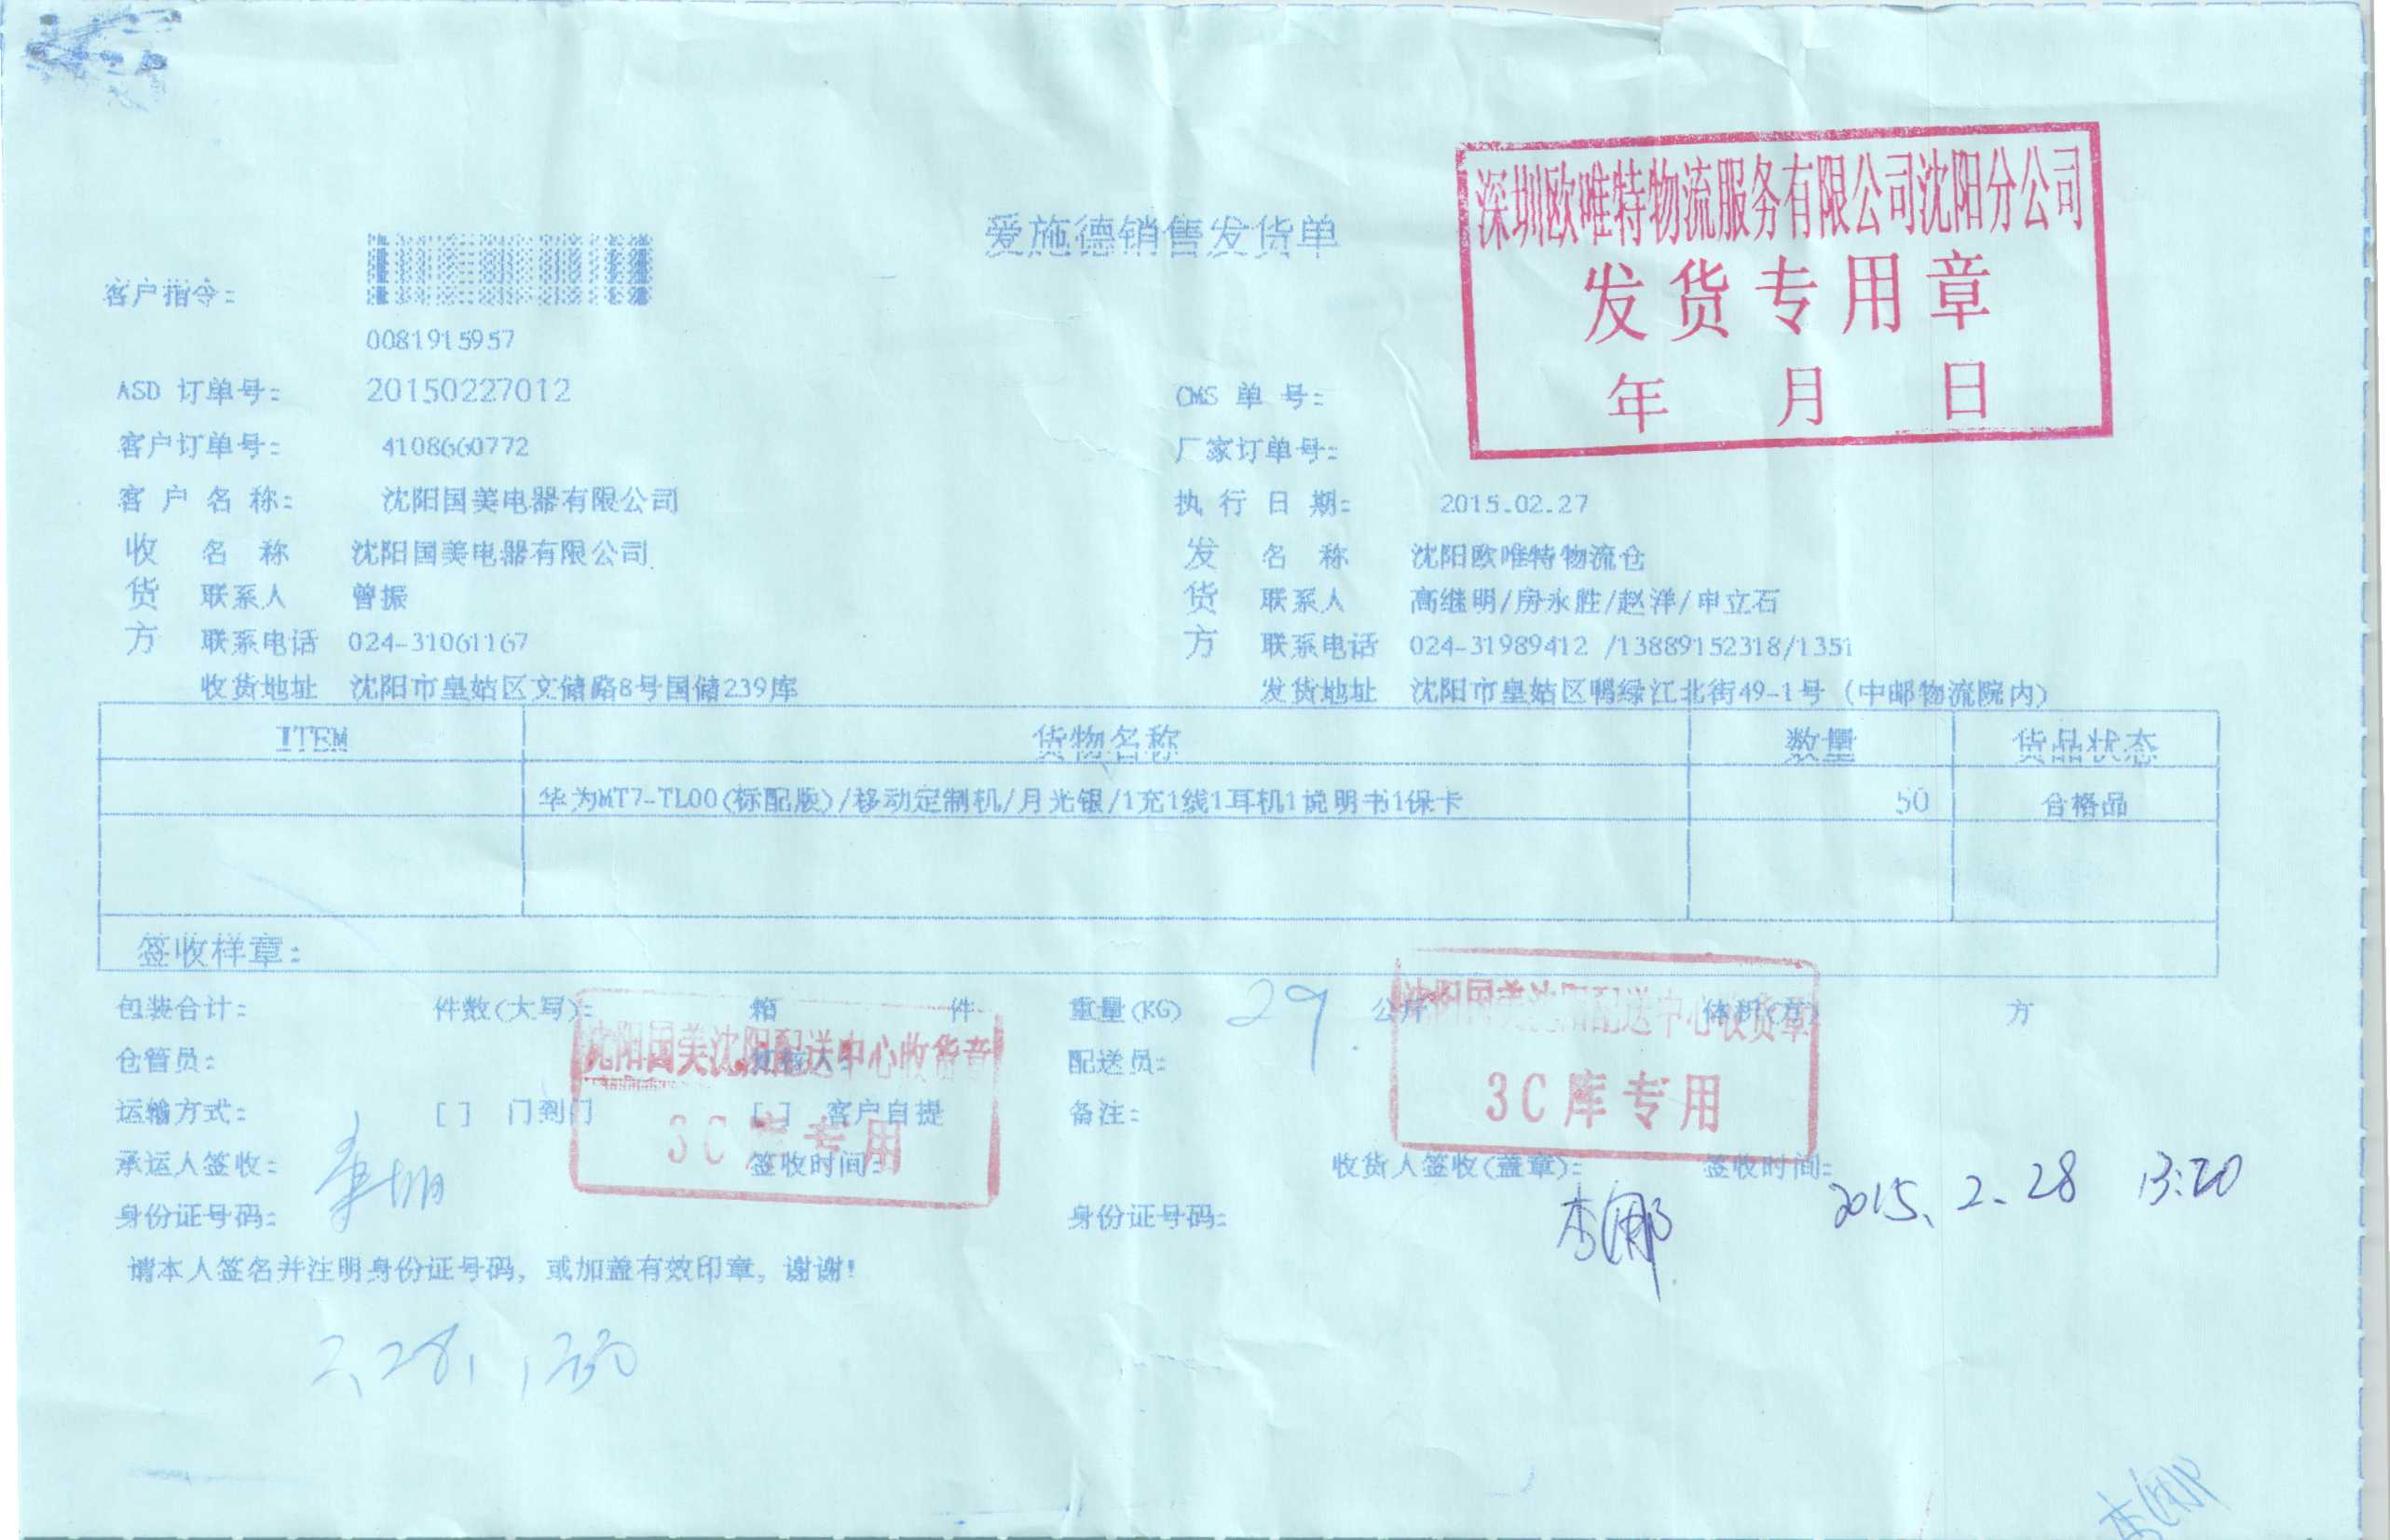 深圳欧唯特物流服务有限公司沈阳分公司
发货专用章
年 月 日
爱施德销售发货单
客户指令:
0081915957
ASD 订单号: 20150227012 OMS 单 号:
客户订单号: 4108660772 厂家订单号:
客 户 名 称: 沈阳国美电器有限公司 执 行 日 期: 2015.02.27
收 名 称 沈阳国美电器有限公司 发 名 称 沈阳欧唯特物流仓
货 联系人 曾振 货 联系人 高继明/房永胜/赵洋/申立石
方 联系电话 024-31061167 方 联系电话 024-31989412 /13889152318/1351
收货地址 沈阳市皇姑区文储路8号国储239库 发货地址 沈阳市皇姑区鸭绿江北街49-1号 (中邮物流院内)
ITEM 货物名称 数量 货品状态
华为MT7-TL00(标配版)/移动定制机/月光银/1充1线1耳机1说明书1保卡 50 合格品
签收样章:
包装合计: 件数(大写): 箱 件 重量(KG) 29 公斤 体积(方) 方
沈阳国美沈阳配送中心收货章 沈阳国美沈阳配送中心收货章
仓管员: 复核人: 配送员:
3C库专用 3C库专用
运输方式: [ ] 门到门 [ ] 客户自提 备注:
承运人签收: 签收时间: 收货人签收(盖章): 签收时间: 2015.2.28 13:20
身份证号码: 身份证号码:
请本人签名并注明身份证号码, 或加盖有效印章, 谢谢!